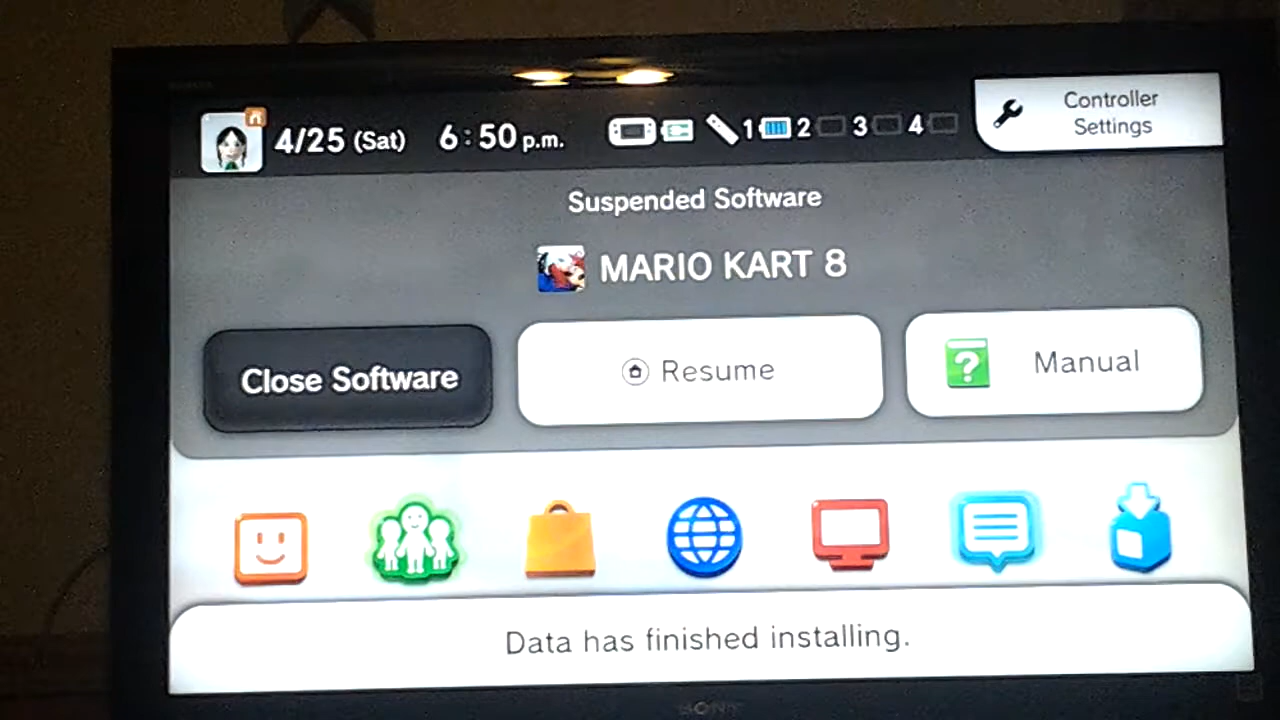 4/25 (Sat) 6:50 p.m. 1 2 3 4
Controller
Settings
Suspended Software
MARIO KART 8
Close Software
Resume
? Manual
Data has finished installing.
SONY